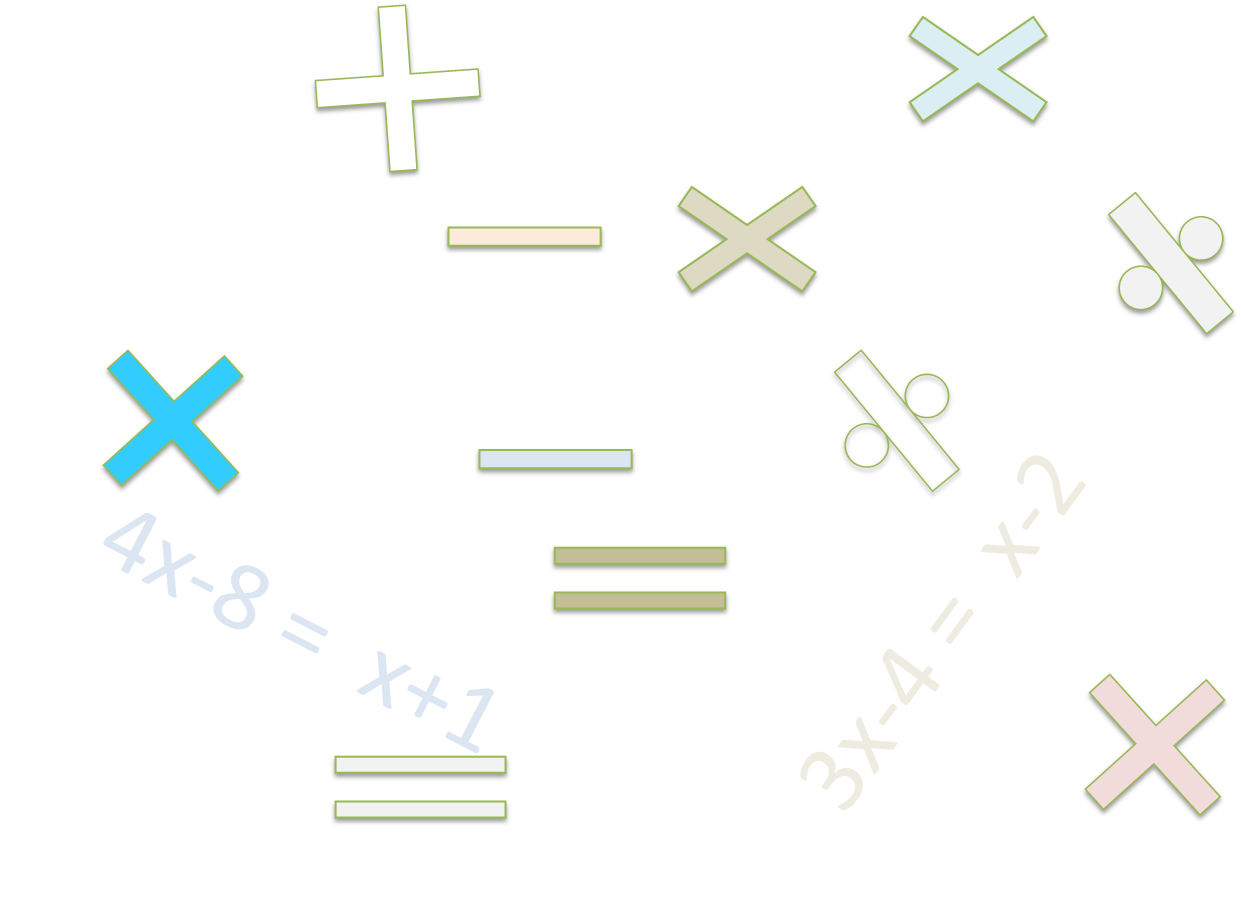 4x-8 = x+1
3x-4 = x-2